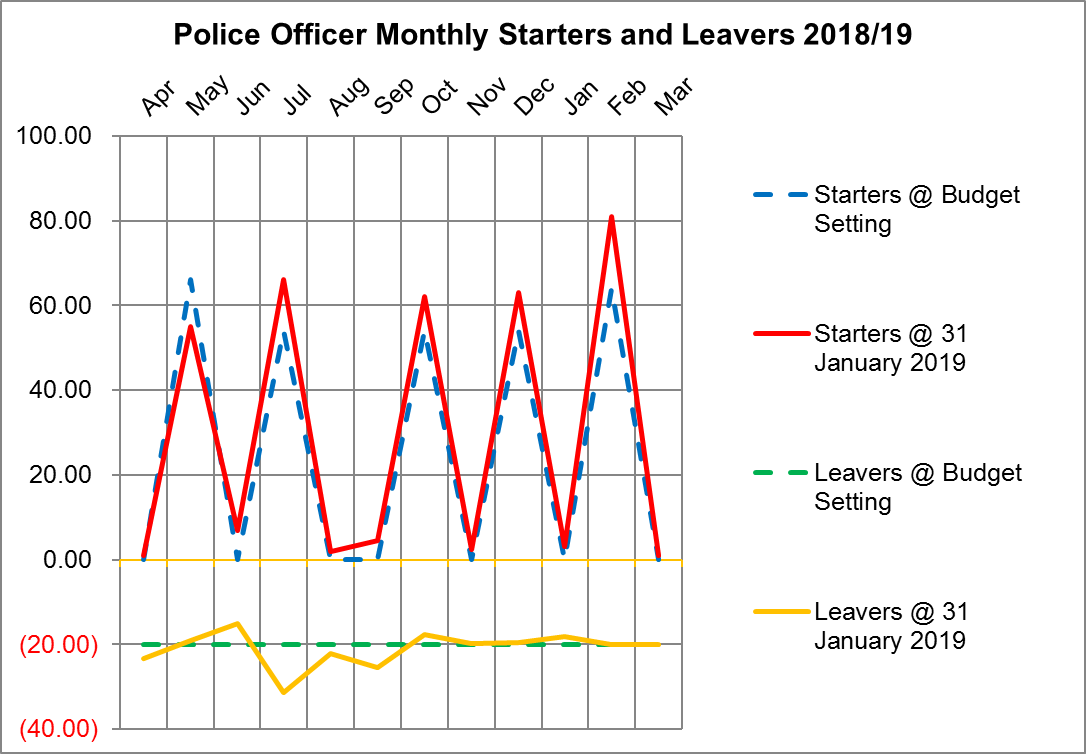 Police Officer Monthly Starters and Leavers 2018/19
Apr May Jun Jul Aug Sep Oct Nov Dec Jan Feb Mar
100.00
80.00
60.00
40.00
20.00
0.00
(20.00)
(40.00)
Starters @ Budget
Setting
Starters @ 31
January 2019
Leavers @ Budget
Setting
Leavers @ 31
January 2019